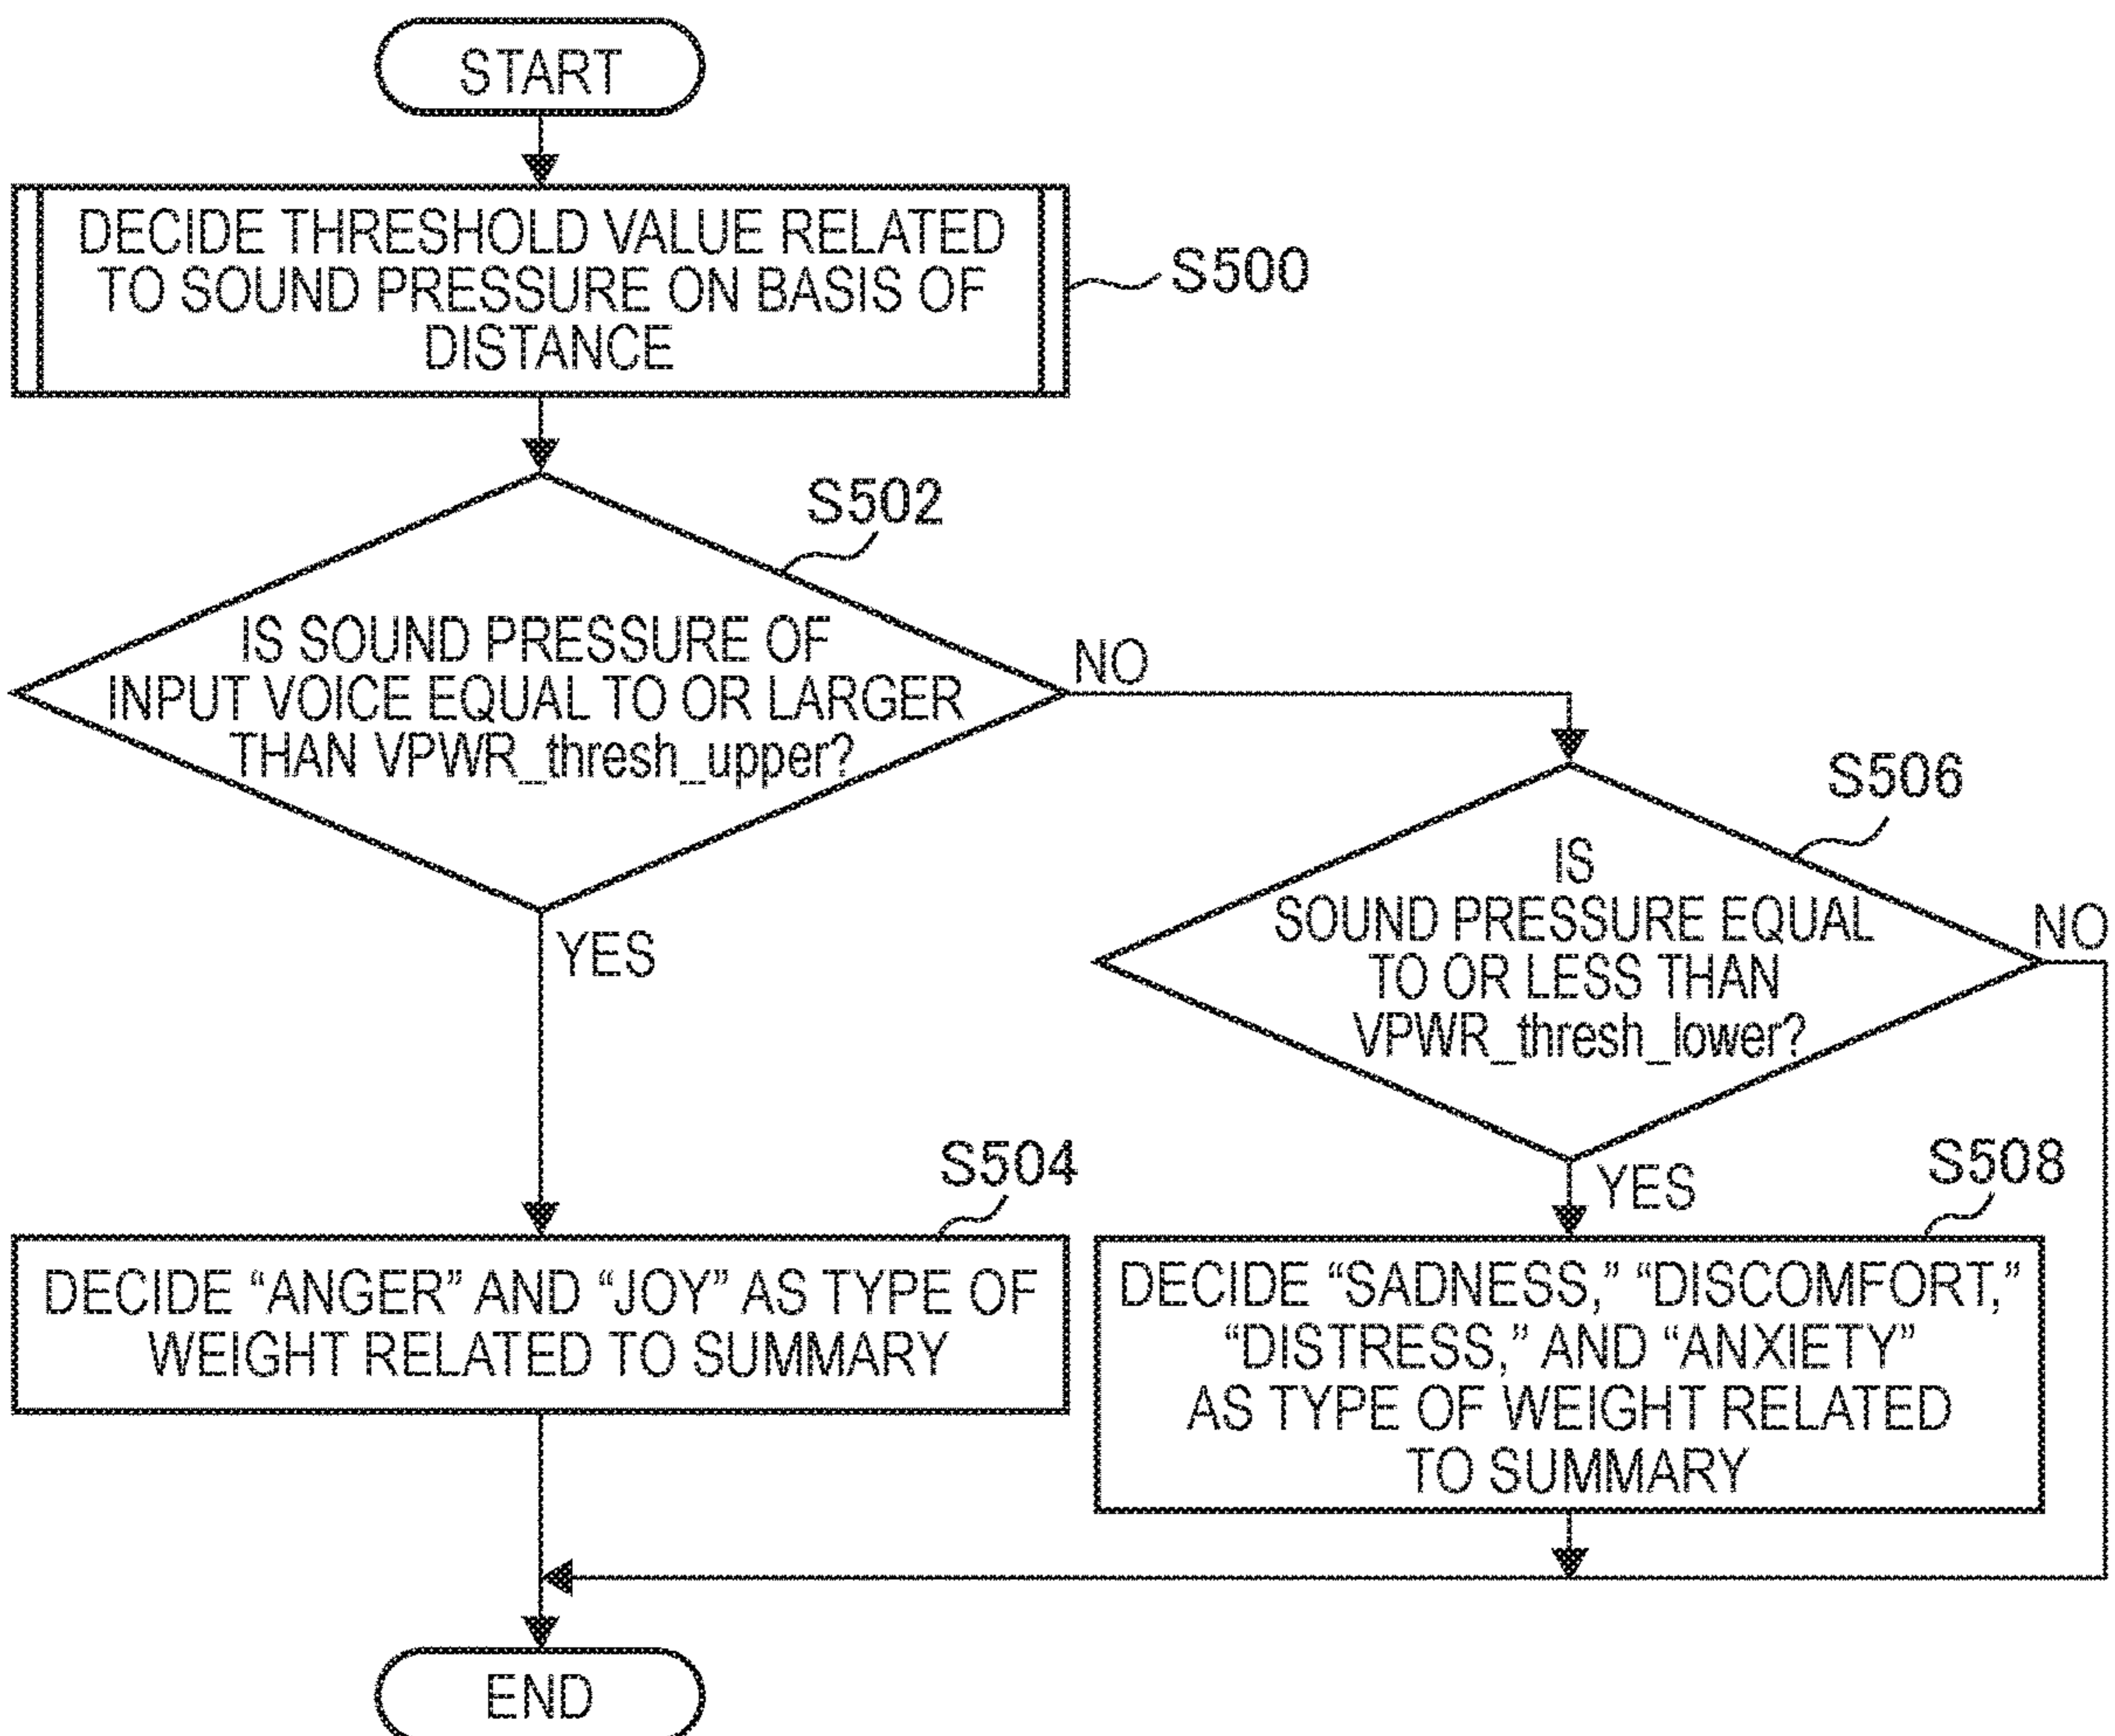 START
DECIDE THRESHOLD VALUE RELATED
TO SOUND PRESSURE ON BASIS OF
DISTANCE
S500
S502
IS SOUND PRESSURE OF
INPUT VOICE EQUAL TO OR LARGER
THAN VPWR_thresh_upper?
NO
YES
S506
IS
SOUND PRESSURE EQUAL
TO OR LESS THAN
VPWR_thresh_lower?
NO
YES
S504
DECIDE “ANGER” AND “JOY” AS TYPE OF
WEIGHT RELATED TO SUMMARY
S508
DECIDE “SADNESS,” “DISCOMFORT,”
“DISTRESS,” AND “ANXIETY”
AS TYPE OF WEIGHT RELATED
TO SUMMARY
END